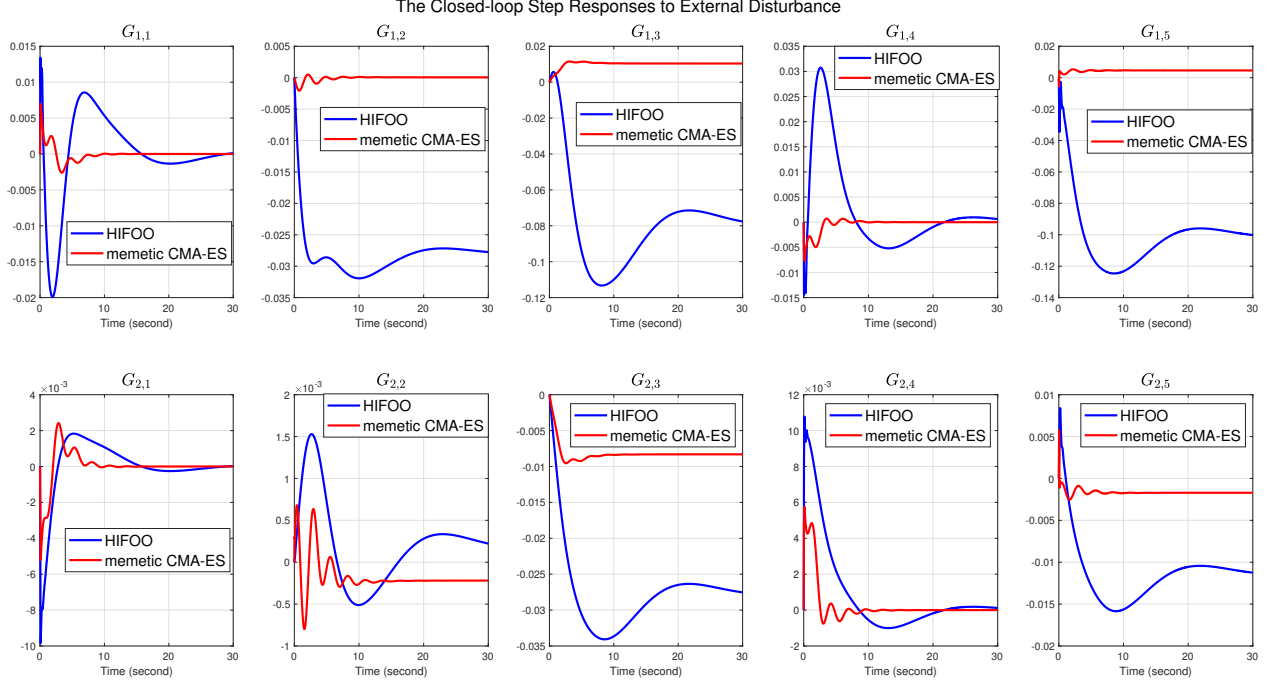 The Closed-loop Step Responses to External Disturbance
G1,1
0.015
0.01
0.005
0
-0.005
-0.01
-0.015
-0.02
0 10 20 30
Time (second)
HIFOO
memetic CMA-ES
G1,2
0.005
0
-0.005
-0.01
-0.015
-0.02
-0.025
-0.03
-0.035
0 10 20 30
Time (second)
HIFOO
memetic CMA-ES
G1,3
0.02
0
-0.02
-0.04
-0.06
-0.08
-0.1
-0.12
0 10 20 30
Time (second)
HIFOO
memetic CMA-ES
G1,4
0.035
0.03
0.025
0.02
0.015
0.01
0.005
0
-0.005
-0.01
-0.015
0 10 20 30
Time (second)
HIFOO
memetic CMA-ES
G1,5
0.02
0
-0.02
-0.04
-0.06
-0.08
-0.1
-0.12
-0.14
0 10 20 30
Time (second)
HIFOO
memetic CMA-ES
G2,1
×10-3
4
2
0
-2
-4
-6
-8
-10
0 10 20 30
Time (second)
HIFOO
memetic CMA-ES
G2,2
×10-3
2
1.5
1
0.5
0
-0.5
-1
0 10 20 30
Time (second)
HIFOO
memetic CMA-ES
G2,3
0
-0.005
-0.01
-0.015
-0.02
-0.025
-0.03
-0.035
0 10 20 30
Time (second)
HIFOO
memetic CMA-ES
G2,4
×10-3
12
10
8
6
4
2
0
-2
0 10 20 30
Time (second)
HIFOO
memetic CMA-ES
G2,5
0.01
0.005
0
-0.005
-0.01
-0.015
-0.02
0 10 20 30
Time (second)
HIFOO
memetic CMA-ES